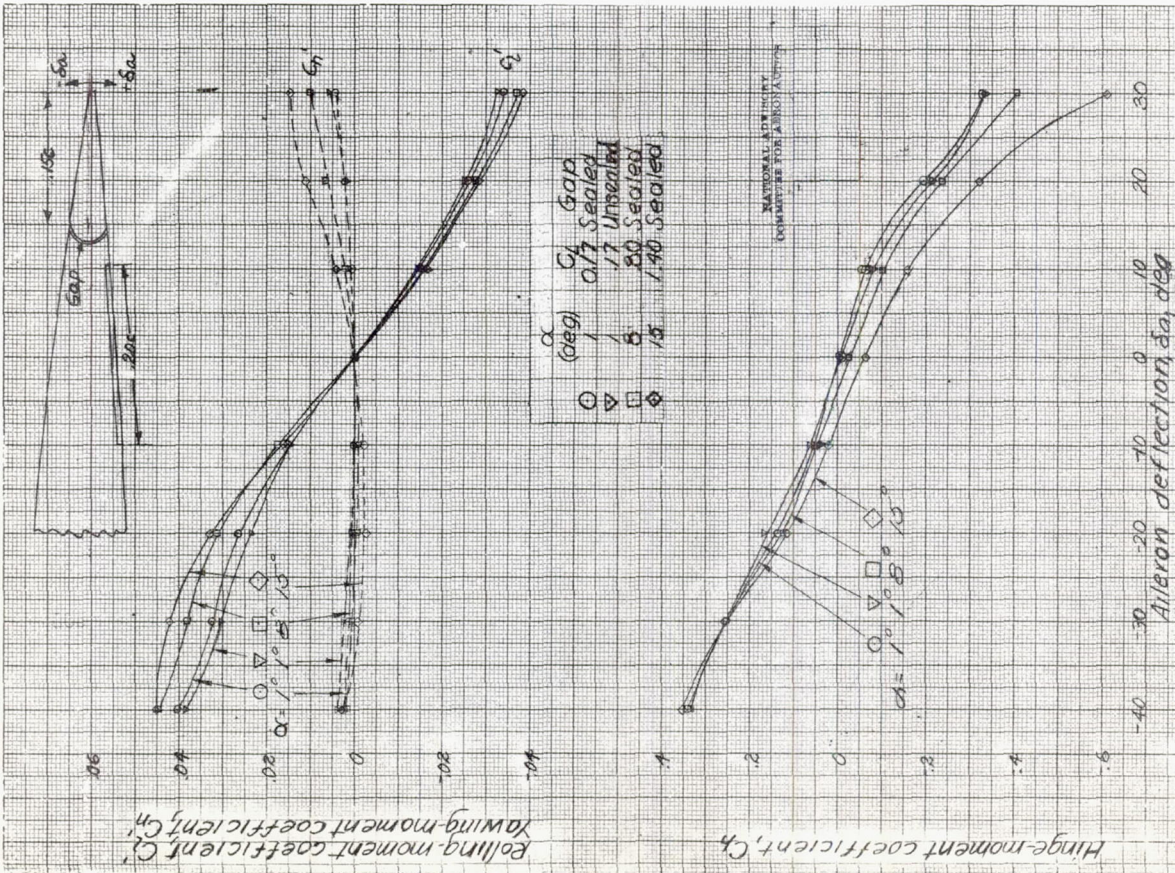 -δa
.15c
+δa
Gap
.20c
.06
.04
.02
0
-.02
-.04
Rolling-moment coefficient, Cl'
Yawing-moment coefficient, Cn'
Cn'
Cl'
α= 1° 1° 8° 15°
α
(deg) CL Gap
○ 1 0.17 Sealed
▽ 1 .17 Unsealed
□ 8 .80 Sealed
◇ 15 1.40 Sealed
NATIONAL ADVISORY
COMMITTEE FOR AERONAUTICS
.4
.2
0
-.2
-.4
-.6
Hinge-moment coefficient, Ch
α= 1° 1° 8° 15°
-40 -30 -20 -10 0 10 20 30
Aileron deflection, δa, deg